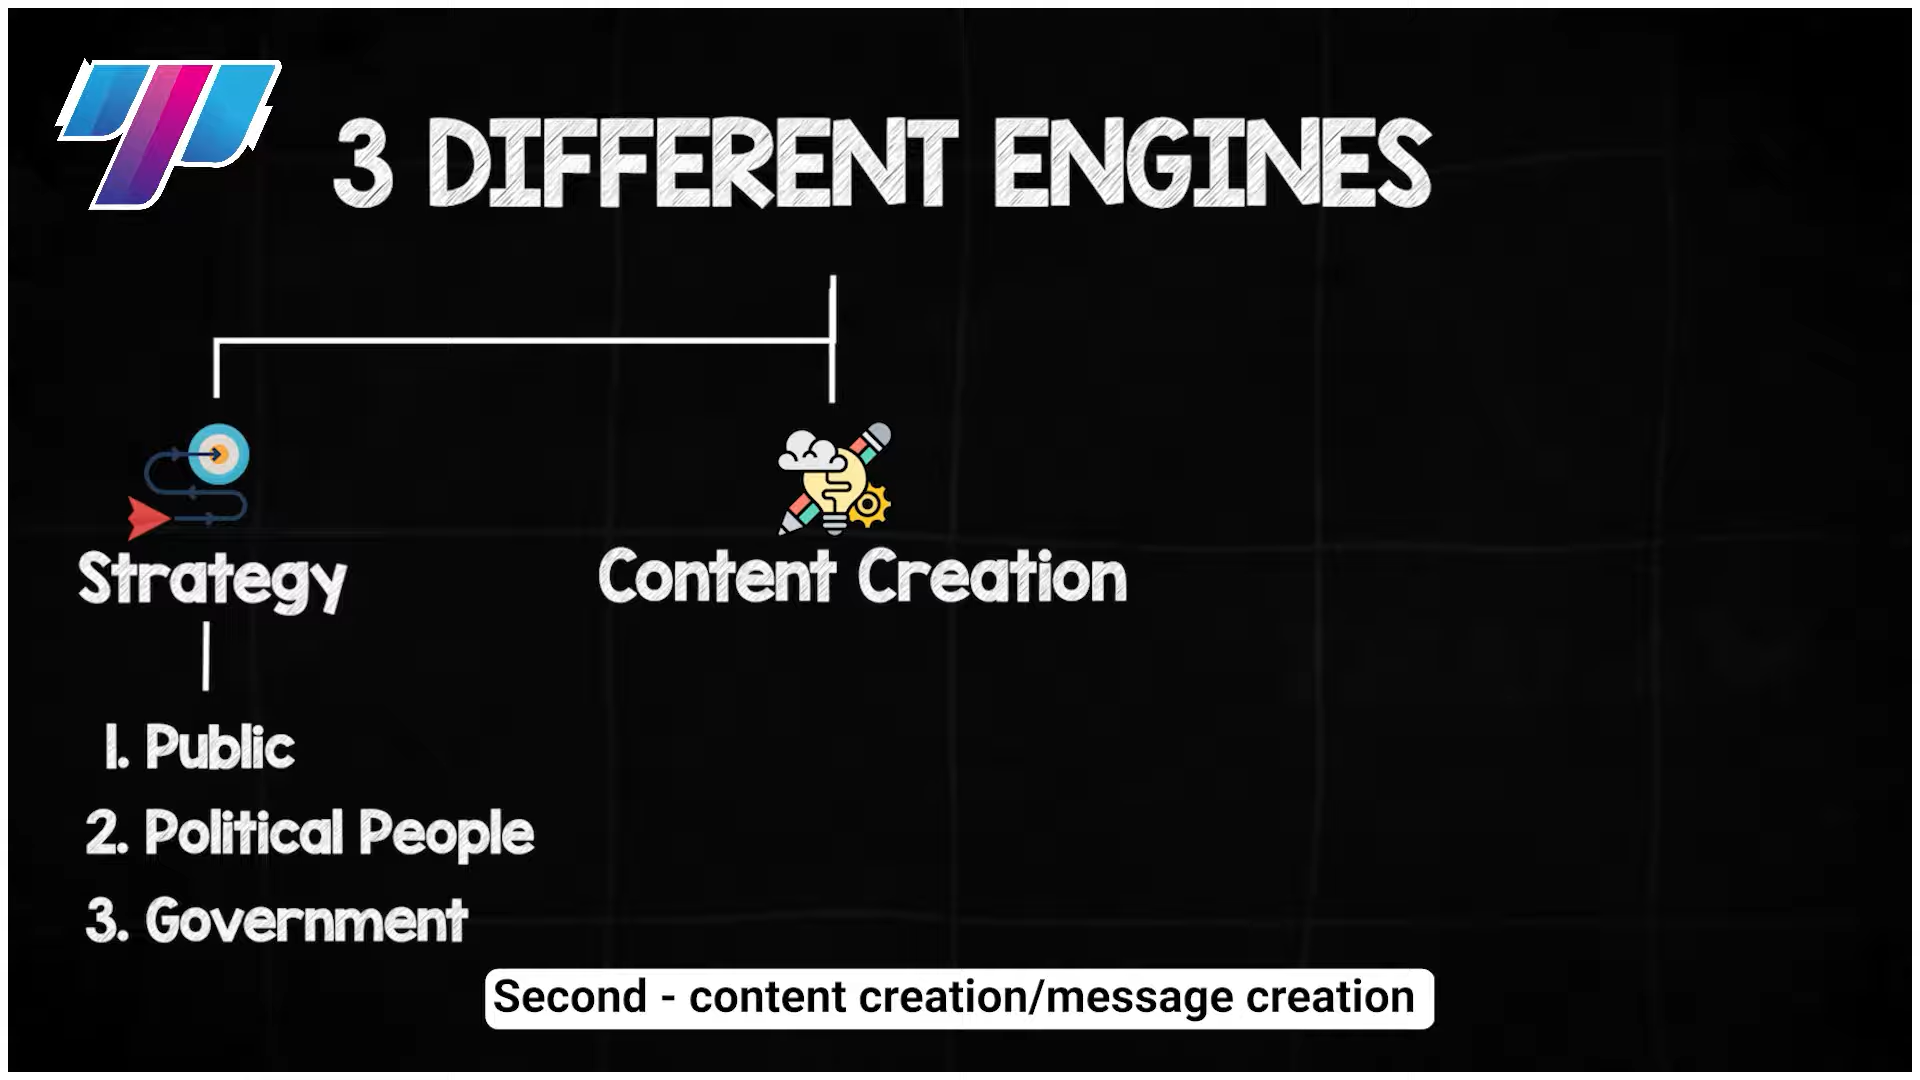 3 DIFFERENT ENGINES
Strategy
Content Creation
1. Public
2. Political People
3. Government
Second - content creation/message creation